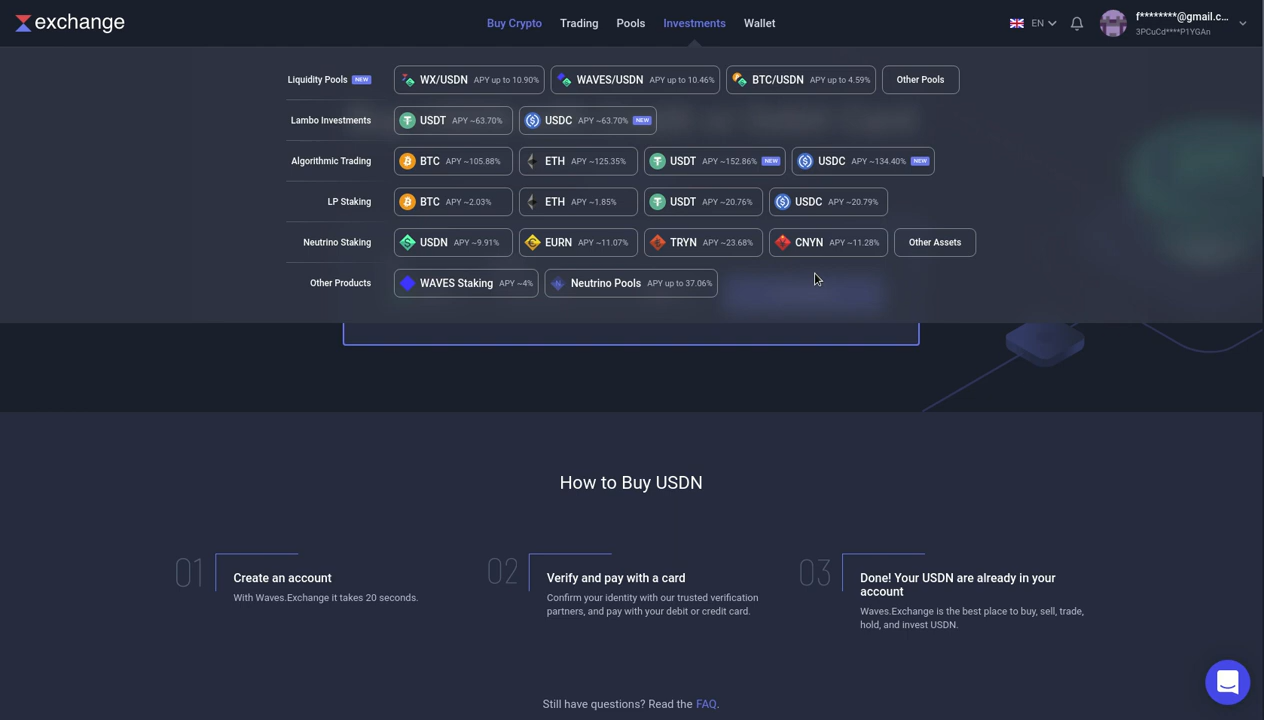 exchange
Buy Crypto Trading Pools Investments Wallet
EN
f********@gmail.c...
3PCuCd****P1YGAn
Liquidity Pools NEW WX/USDN APY up to 10.90% WAVES/USDN APY up to 10.46% BTC/USDN APY up to 4.59% Other Pools
Lambo Investments USDT APY ~63.70% USDC APY ~63.70% NEW
Algorithmic Trading BTC APY ~105.88% ETH APY ~125.35% USDT APY ~152.86% NEW USDC APY ~134.40% NEW
LP Staking BTC APY ~2.03% ETH APY ~1.85% USDT APY ~20.76% USDC APY ~20.79%
Neutrino Staking USDN APY ~9.91% EURN APY ~11.07% TRYN APY ~23.68% CNYN APY ~11.28% Other Assets
Other Products WAVES Staking APY ~4% Neutrino Pools APY up to 37.06%
How to Buy USDN
01
Create an account
With Waves.Exchange it takes 20 seconds.
02
Verify and pay with a card
Confirm your identity with our trusted verification
partners, and pay with your debit or credit card.
03
Done! Your USDN are already in your
account
Waves.Exchange is the best place to buy, sell, trade,
hold, and invest USDN.
Still have questions? Read the FAQ.